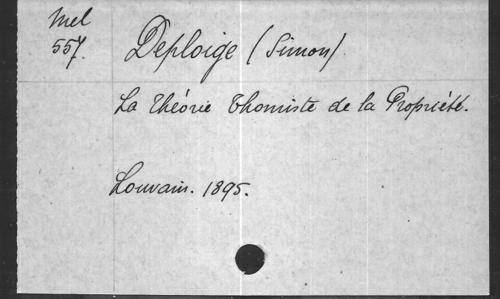 Mel
557.
Deploige (Simon)
La Théorie Thomiste de la Propriété.
Louvain. 1895.